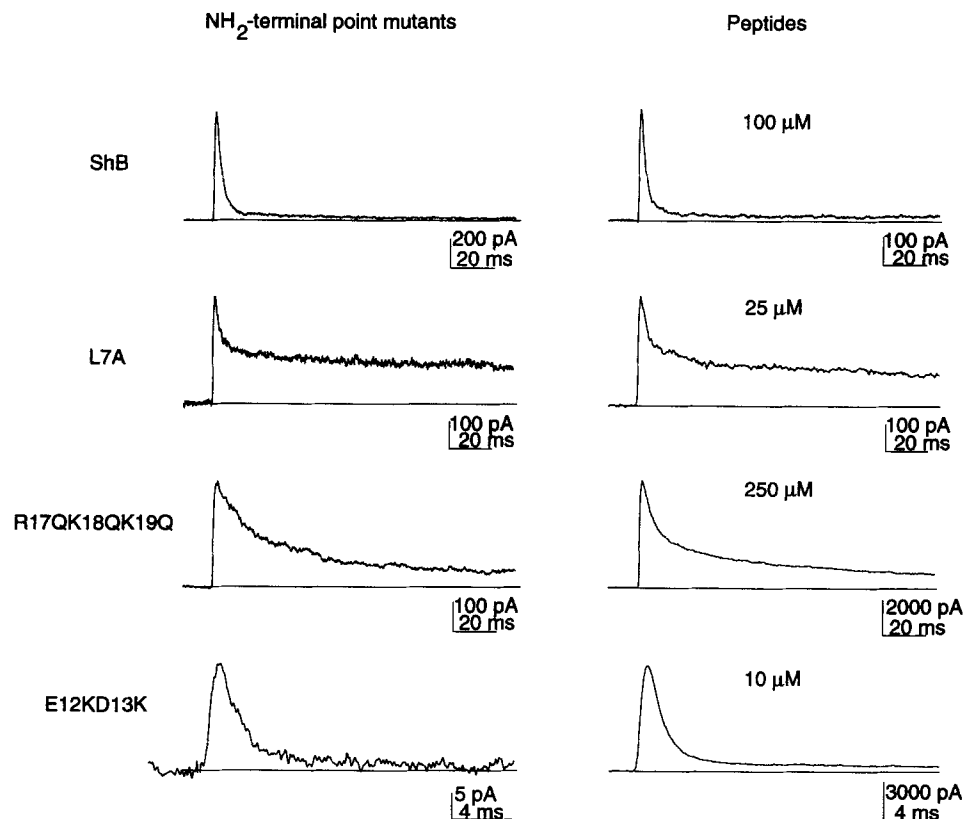 NH2-terminal point mutants
Peptides
ShB
100 µM
200 pA
20 ms
100 pA
20 ms
L7A
25 µM
100 pA
20 ms
100 pA
20 ms
R17QK18QK19Q
250 µM
100 pA
20 ms
2000 pA
20 ms
E12KD13K
10 µM
5 pA
4 ms
3000 pA
4 ms